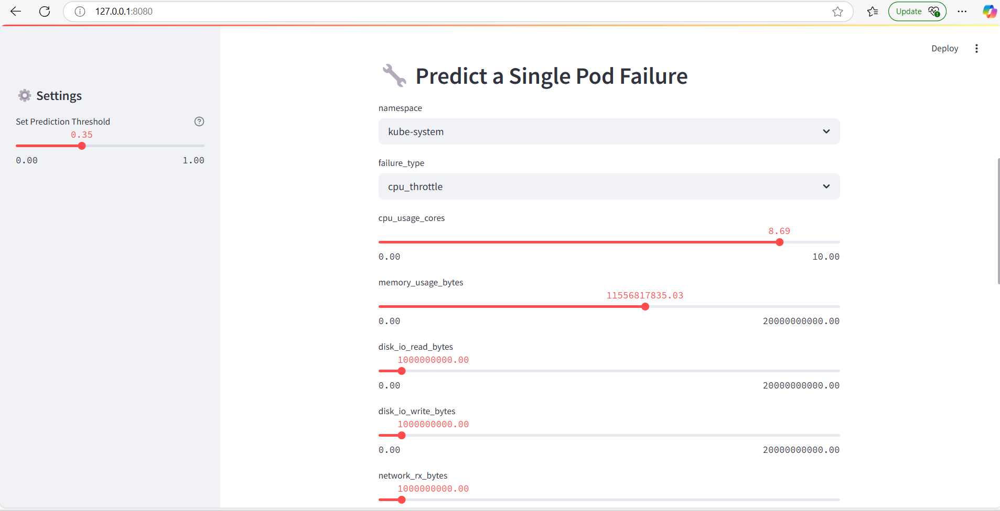 127.0.0.1:8080
Update
Deploy
Settings
Set Prediction Threshold
0.35
0.00 1.00
Predict a Single Pod Failure
namespace
kube-system
failure_type
cpu_throttle
cpu_usage_cores
8.69
0.00 10.00
memory_usage_bytes
11556817835.03
0.00 20000000000.00
disk_io_read_bytes
1000000000.00
0.00 20000000000.00
disk_io_write_bytes
1000000000.00
0.00 20000000000.00
network_rx_bytes
1000000000.00